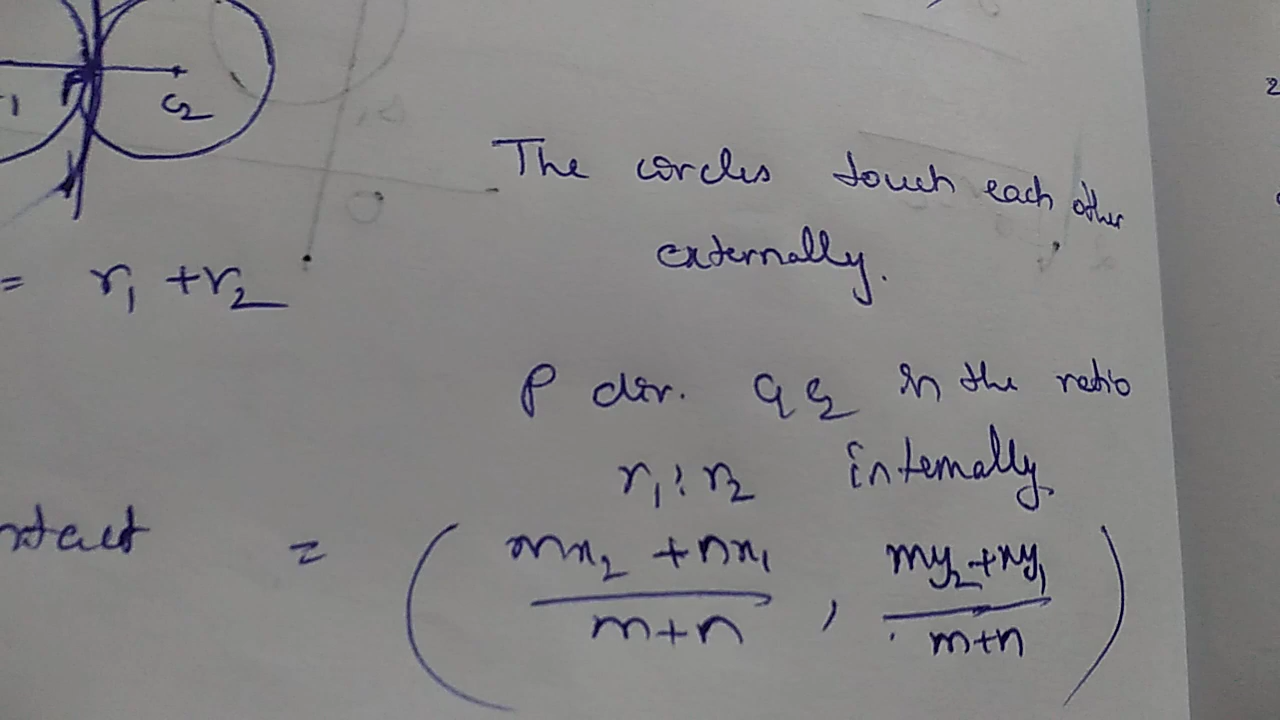 C2
The circles touch each other
externally.
= r₁ + r₂
P div. C₁C₂ in the ratio
r₁ : r₂ internally
= ( mx₂ + nx₁ / m+n , my₂ + ny₁ / m+n )